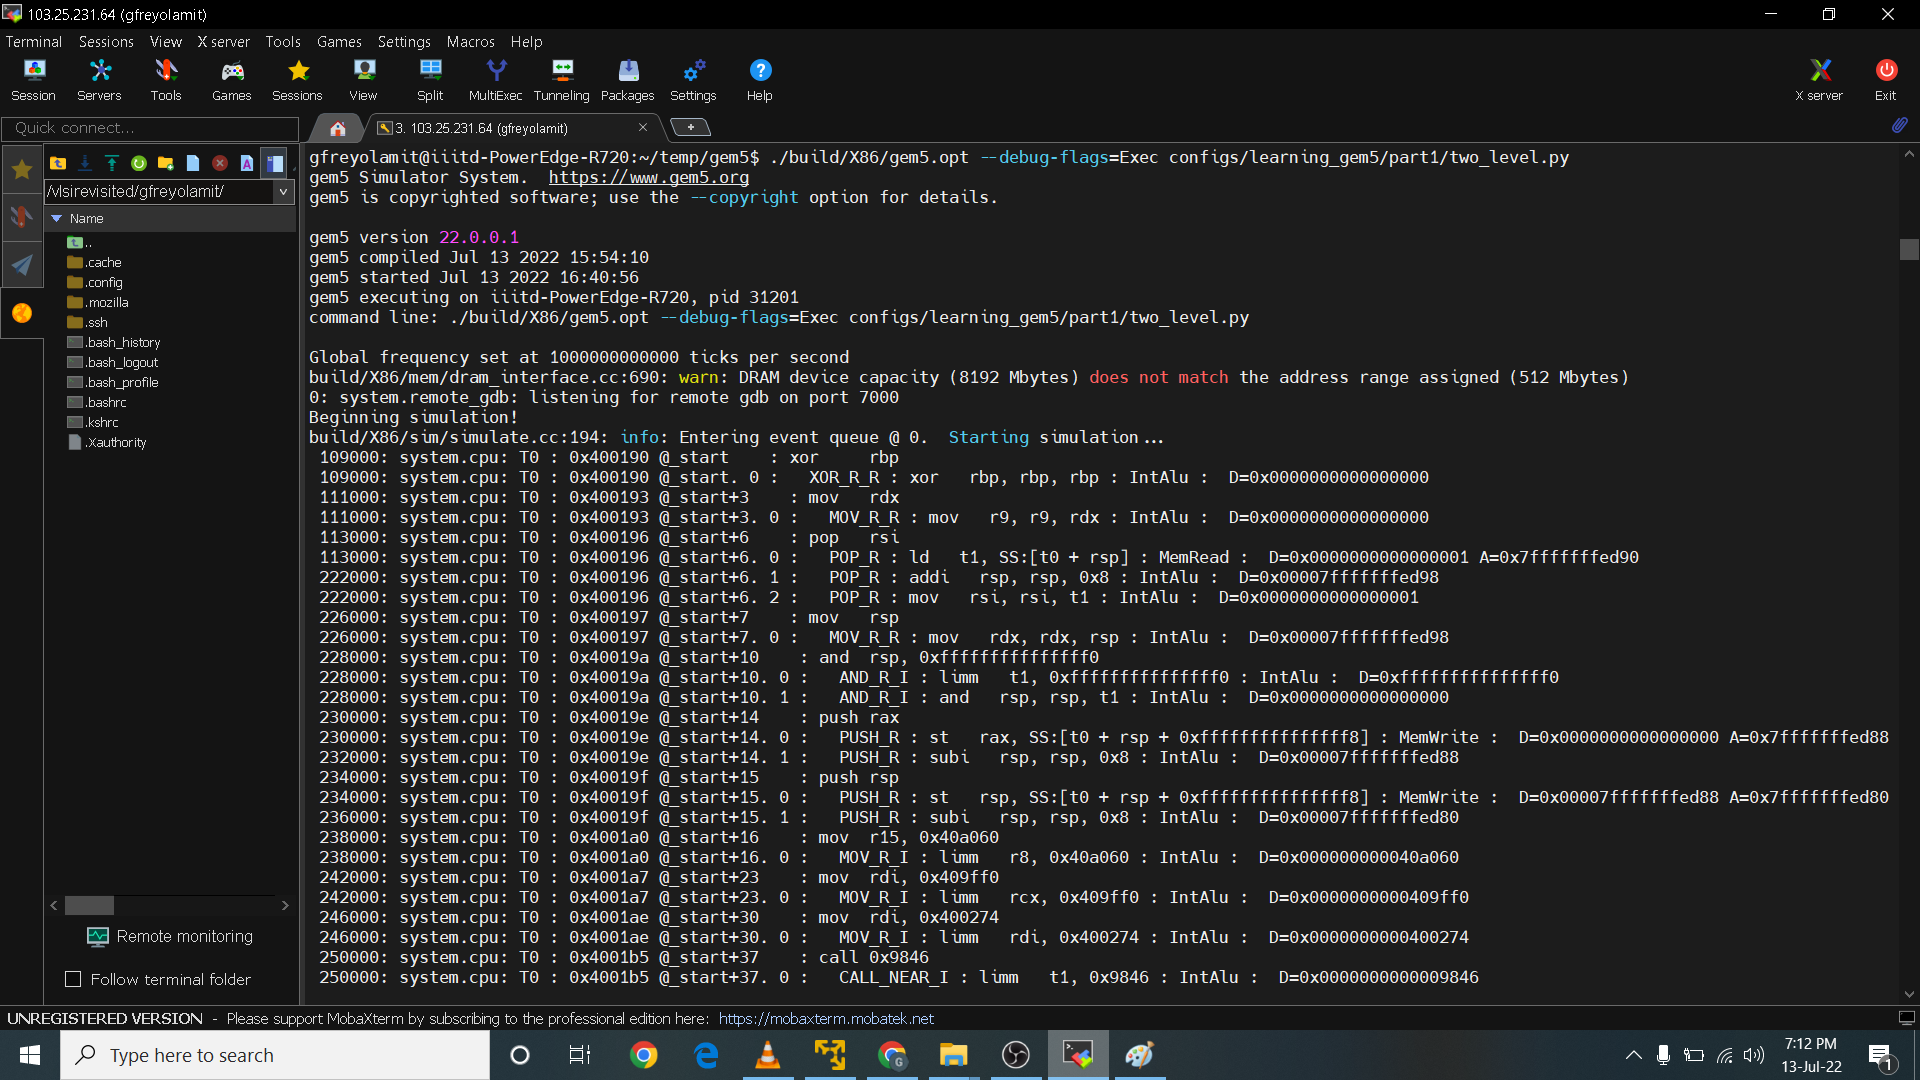 103.25.231.64 (gfreyolamit)
Terminal Sessions View X server Tools Games Settings Macros Help
Session Servers Tools Games Sessions View Split MultiExec Tunneling Packages Settings Help X server Exit
Quick connect...
3. 103.25.231.64 (gfreyolamit)
/vlsirevisited/gfreyolamit/
Name
..
.cache
.config
.mozilla
.ssh
.bash_history
.bash_logout
.bash_profile
.bashrc
.kshrc
.Xauthority
Remote monitoring
Follow terminal folder
gfreyolamit@iiitd-PowerEdge-R720:~/temp/gem5$ ./build/X86/gem5.opt --debug-flags=Exec configs/learning_gem5/part1/two_level.py
gem5 Simulator System.  https://www.gem5.org
gem5 is copyrighted software; use the --copyright option for details.
gem5 version 22.0.0.1
gem5 compiled Jul 13 2022 15:54:10
gem5 started Jul 13 2022 16:40:56
gem5 executing on iiitd-PowerEdge-R720, pid 31201
command line: ./build/X86/gem5.opt --debug-flags=Exec configs/learning_gem5/part1/two_level.py
Global frequency set at 1000000000000 ticks per second
build/X86/mem/dram_interface.cc:690: warn: DRAM device capacity (8192 Mbytes) does not match the address range assigned (512 Mbytes)
0: system.remote_gdb: listening for remote gdb on port 7000
Beginning simulation!
build/X86/sim/simulate.cc:194: info: Entering event queue @ 0.  Starting simulation...
109000: system.cpu: T0 : 0x400190 @_start    : xor     rbp
109000: system.cpu: T0 : 0x400190 @_start. 0 :   XOR_R_R : xor   rbp, rbp, rbp : IntAlu :  D=0x0000000000000000
111000: system.cpu: T0 : 0x400193 @_start+3    : mov   rdx
111000: system.cpu: T0 : 0x400193 @_start+3. 0 :   MOV_R_R : mov   r9, r9, rdx : IntAlu :  D=0x0000000000000000
113000: system.cpu: T0 : 0x400196 @_start+6    : pop   rsi
113000: system.cpu: T0 : 0x400196 @_start+6. 0 :   POP_R : ld   t1, SS:[t0 + rsp] : MemRead :  D=0x0000000000000001 A=0x7fffffffed90
222000: system.cpu: T0 : 0x400196 @_start+6. 1 :   POP_R : addi   rsp, rsp, 0x8 : IntAlu :  D=0x00007fffffffed98
222000: system.cpu: T0 : 0x400196 @_start+6. 2 :   POP_R : mov   rsi, rsi, t1 : IntAlu :  D=0x0000000000000001
226000: system.cpu: T0 : 0x400197 @_start+7    : mov   rsp
226000: system.cpu: T0 : 0x400197 @_start+7. 0 :   MOV_R_R : mov   rdx, rdx, rsp : IntAlu :  D=0x00007fffffffed98
228000: system.cpu: T0 : 0x40019a @_start+10    : and   rsp, 0xfffffffffffffff0
228000: system.cpu: T0 : 0x40019a @_start+10. 0 :   AND_R_I : limm   t1, 0xfffffffffffffff0 : IntAlu :  D=0xfffffffffffffff0
228000: system.cpu: T0 : 0x40019a @_start+10. 1 :   AND_R_I : and   rsp, rsp, t1 : IntAlu :  D=0x0000000000000000
230000: system.cpu: T0 : 0x40019e @_start+14    : push rax
230000: system.cpu: T0 : 0x40019e @_start+14. 0 :   PUSH_R : st   rax, SS:[t0 + rsp + 0xfffffffffffffff8] : MemWrite :  D=0x0000000000000000 A=0x7fffffffed88
232000: system.cpu: T0 : 0x40019e @_start+14. 1 :   PUSH_R : subi   rsp, rsp, 0x8 : IntAlu :  D=0x00007fffffffed88
234000: system.cpu: T0 : 0x40019f @_start+15    : push rsp
234000: system.cpu: T0 : 0x40019f @_start+15. 0 :   PUSH_R : st   rsp, SS:[t0 + rsp + 0xfffffffffffffff8] : MemWrite :  D=0x00007fffffffed88 A=0x7fffffffed80
236000: system.cpu: T0 : 0x40019f @_start+15. 1 :   PUSH_R : subi   rsp, rsp, 0x8 : IntAlu :  D=0x00007fffffffed80
238000: system.cpu: T0 : 0x4001a0 @_start+16    : mov  r15, 0x40a060
238000: system.cpu: T0 : 0x4001a0 @_start+16. 0 :   MOV_R_I : limm   r8, 0x40a060 : IntAlu :  D=0x000000000040a060
242000: system.cpu: T0 : 0x4001a7 @_start+23    : mov  rdi, 0x409ff0
242000: system.cpu: T0 : 0x4001a7 @_start+23. 0 :   MOV_R_I : limm   rcx, 0x409ff0 : IntAlu :  D=0x0000000000409ff0
246000: system.cpu: T0 : 0x4001ae @_start+30    : mov  rdi, 0x400274
246000: system.cpu: T0 : 0x4001ae @_start+30. 0 :   MOV_R_I : limm   rdi, 0x400274 : IntAlu :  D=0x0000000000400274
250000: system.cpu: T0 : 0x4001b5 @_start+37    : call 0x9846
250000: system.cpu: T0 : 0x4001b5 @_start+37. 0 :   CALL_NEAR_I : limm   t1, 0x9846 : IntAlu :  D=0x0000000000009846
UNREGISTERED VERSION  -  Please support MobaXterm by subscribing to the professional edition here:  https://mobaxterm.mobatek.net
Type here to search
7:12 PM
13-Jul-22
1